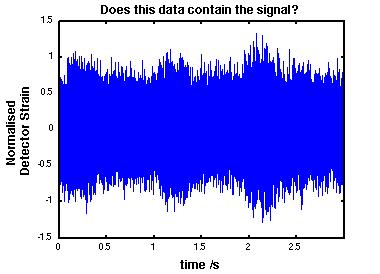 Does this data contain the signal?
1.5
1
0.5
0
-0.5
-1
-1.5
Normalised
Detector Strain
0 0.5 1 1.5 2 2.5
time /s